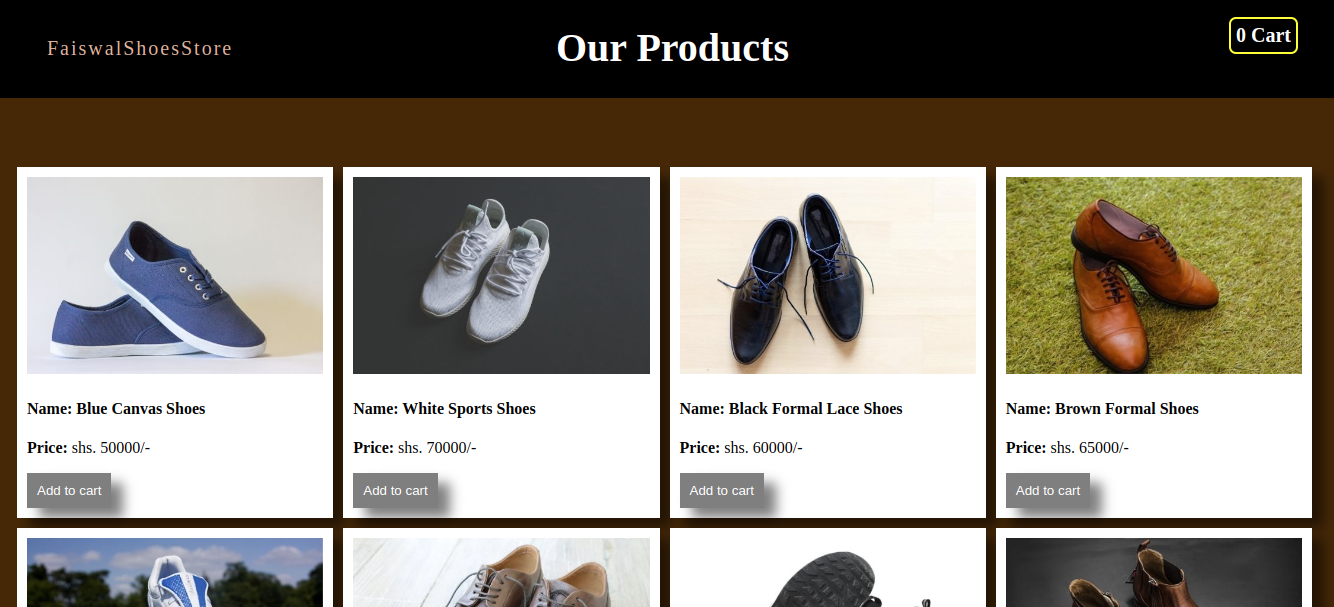 FaiswalShoesStore
Our Products
0 Cart
Name: Blue Canvas Shoes
Price: shs. 50000/-
Add to cart
Name: White Sports Shoes
Price: shs. 70000/-
Add to cart
Name: Black Formal Lace Shoes
Price: shs. 60000/-
Add to cart
Name: Brown Formal Shoes
Price: shs. 65000/-
Add to cart